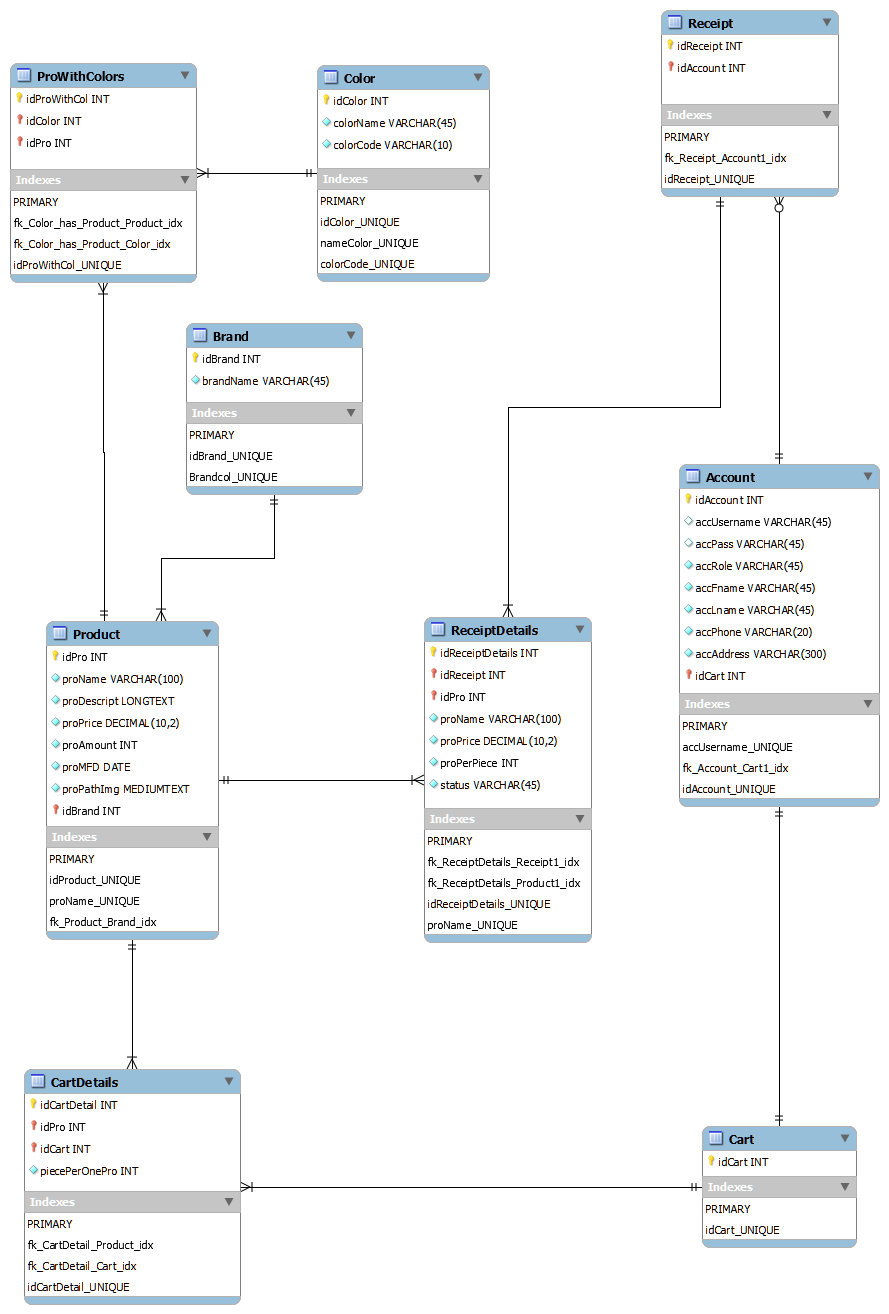 Receipt
idReceipt INT
idAccount INT
Indexes
PRIMARY
fk_Receipt_Account1_idx
idReceipt_UNIQUE
ProWithColors
idProWithCol INT
idColor INT
idPro INT
Indexes
PRIMARY
fk_Color_has_Product_Product_idx
fk_Color_has_Product_Color_idx
idProWithCol_UNIQUE
Color
idColor INT
colorName VARCHAR(45)
colorCode VARCHAR(10)
Indexes
PRIMARY
idColor_UNIQUE
nameColor_UNIQUE
colorCode_UNIQUE
Brand
idBrand INT
brandName VARCHAR(45)
Indexes
PRIMARY
idBrand_UNIQUE
Brandcol_UNIQUE
Account
idAccount INT
accUsername VARCHAR(45)
accPass VARCHAR(45)
accRole VARCHAR(45)
accFname VARCHAR(45)
accLname VARCHAR(45)
accPhone VARCHAR(20)
accAddress VARCHAR(300)
idCart INT
Indexes
PRIMARY
accUsername_UNIQUE
fk_Account_Cart1_idx
idAccount_UNIQUE
Product
idPro INT
proName VARCHAR(100)
proDescript LONGTEXT
proPrice DECIMAL(10,2)
proAmount INT
proMFD DATE
proPathImg MEDIUMTEXT
idBrand INT
Indexes
PRIMARY
idProduct_UNIQUE
proName_UNIQUE
fk_Product_Brand_idx
ReceiptDetails
idReceiptDetails INT
idReceipt INT
idPro INT
proName VARCHAR(100)
proPrice DECIMAL(10,2)
proPerPiece INT
status VARCHAR(45)
Indexes
PRIMARY
fk_ReceiptDetails_Receipt1_idx
fk_ReceiptDetails_Product1_idx
idReceiptDetails_UNIQUE
proName_UNIQUE
CartDetails
idCartDetail INT
idPro INT
idCart INT
piecePerOnePro INT
Indexes
PRIMARY
fk_CartDetail_Product_idx
fk_CartDetail_Cart_idx
idCartDetail_UNIQUE
Cart
idCart INT
Indexes
PRIMARY
idCart_UNIQUE